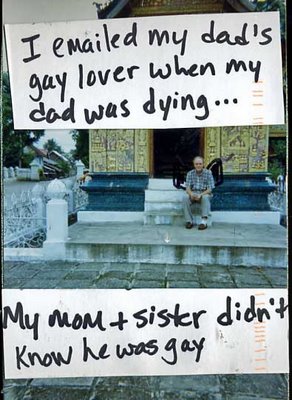 I emailed my dad's
gay lover when my
dad was dying...
My mom + sister didn't
know he was gay